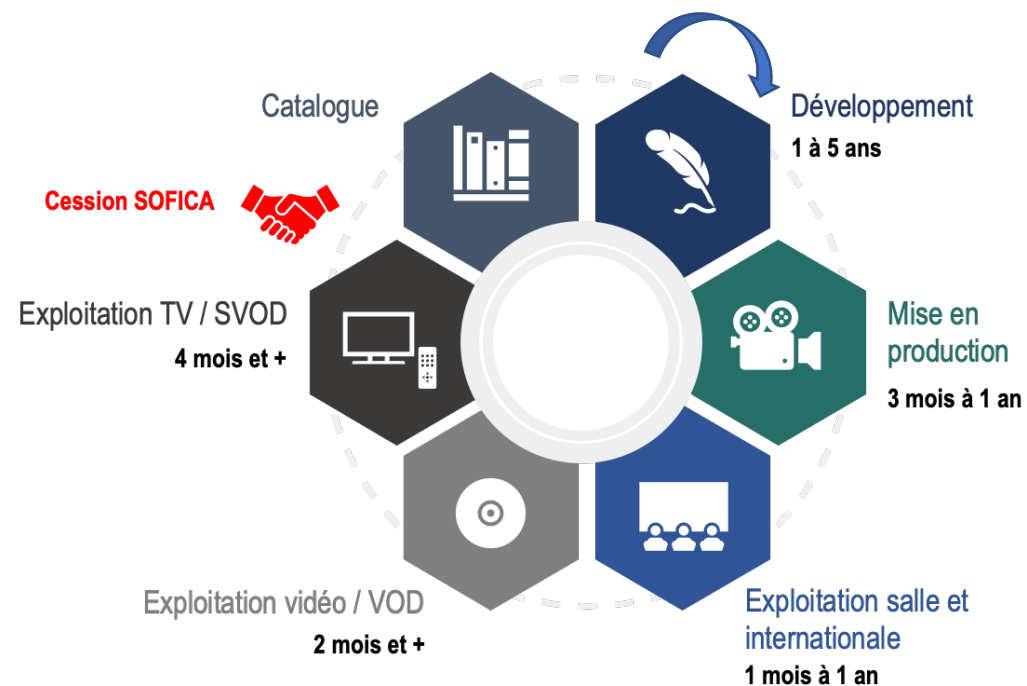 Catalogue
Développement
1 à 5 ans
Cession SOFICA
Exploitation TV / SVOD
4 mois et +
Mise en
production
3 mois à 1 an
Exploitation vidéo / VOD
2 mois et +
Exploitation salle et
internationale
1 mois à 1 an